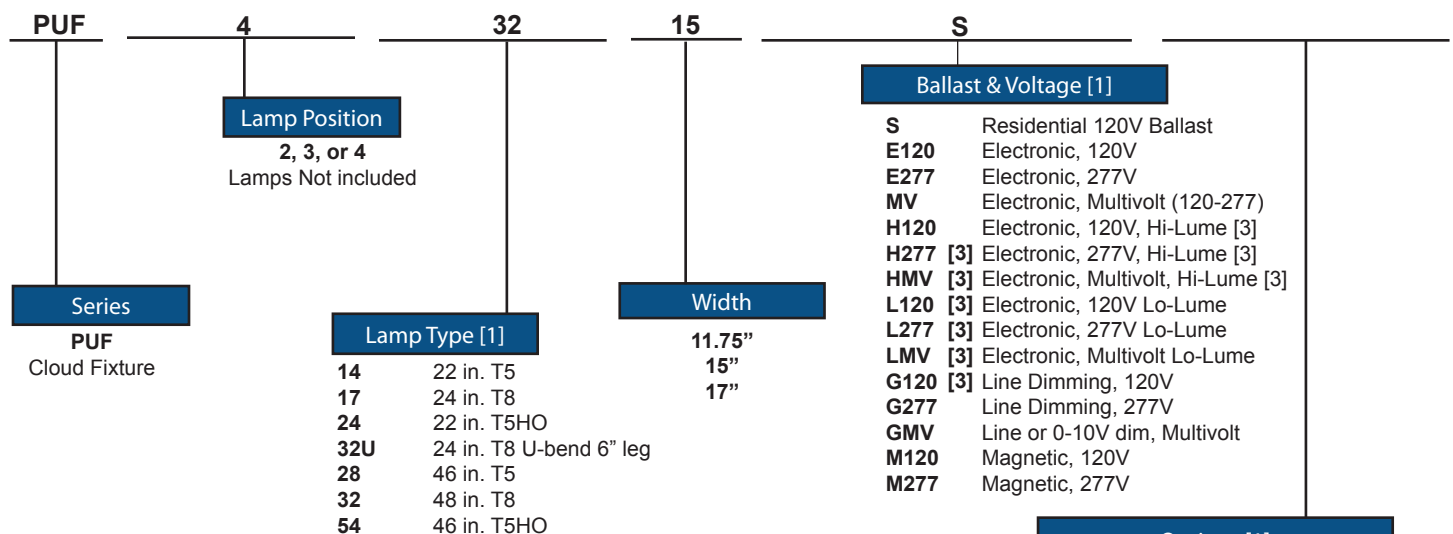 PUF 4 32 15 S
Ballast & Voltage [1]
S Residential 120V Ballast
E120 Electronic, 120V
E277 Electronic, 277V
MV Electronic, Multivolt (120-277)
H120 Electronic, 120V, Hi-Lume [3]
H277 [3] Electronic, 277V, Hi-Lume [3]
HMV [3] Electronic, Multivolt, Hi-Lume [3]
L120 [3] Electronic, 120V Lo-Lume
L277 [3] Electronic, 277V Lo-Lume
LMV [3] Electronic, Multivolt Lo-Lume
G120 [3] Line Dimming, 120V
G277 Line Dimming, 277V
GMV Line or 0-10V dim, Multivolt
M120 Magnetic, 120V
M277 Magnetic, 277V
Lamp Position
2, 3, or 4
Lamps Not included
Series
PUF
Cloud Fixture
Lamp Type [1]
14 22 in. T5
17 24 in. T8
24 22 in. T5HO
32U 24 in. T8 U-bend 6” leg
28 46 in. T5
32 48 in. T8
54 46 in. T5HO
Width
11.75”
15”
17”